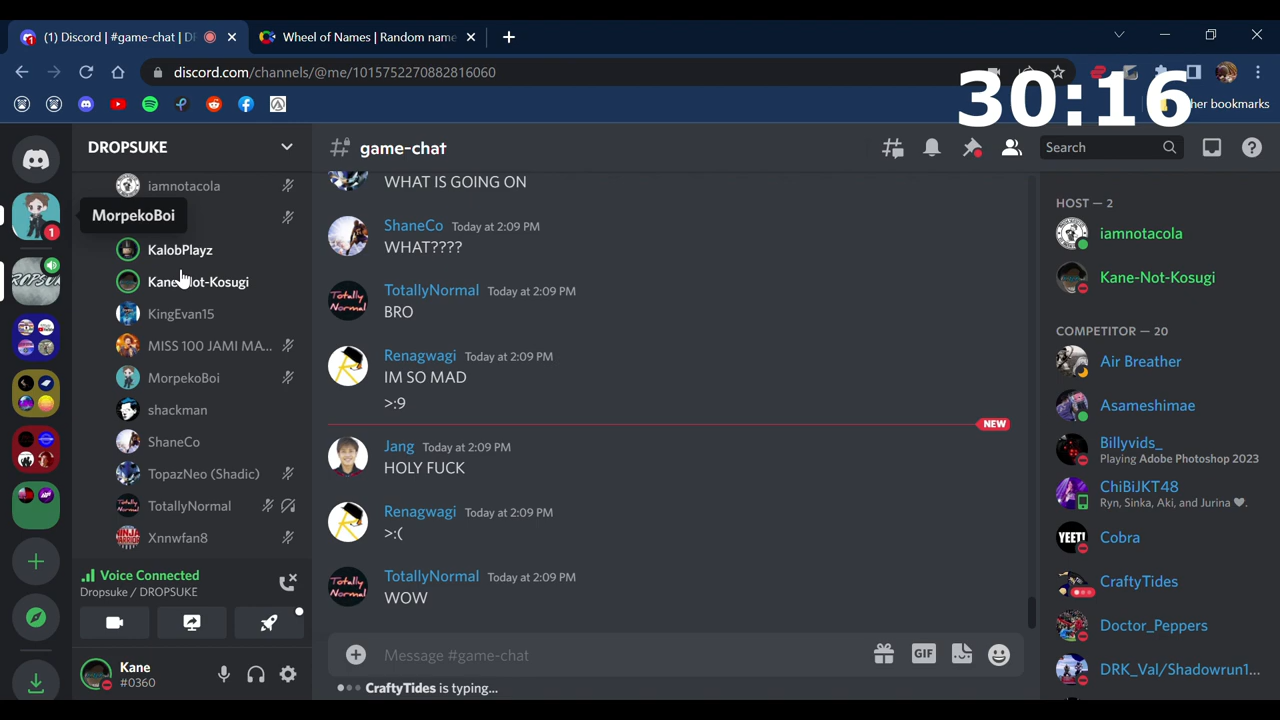 (1) Discord | #game-chat | D
Wheel of Names | Random name
discord.com/channels/@me/1015752270882816060
30:16
her bookmarks
DROPSUKE
iamnotacola
MorpekoBoi
1
KalobPlayz
Kane-Not-Kosugi
KingEvan15
MISS 100 JAMI MA...
MorpekoBoi
shackman
ShaneCo
TopazNeo (Shadic)
TotallyNormal
Xnnwfan8
Voice Connected
Dropsuke / DROPSUKE
Kane
#0360
game-chat
Search
WHAT IS GOING ON
ShaneCo Today at 2:09 PM
WHAT????
TotallyNormal Today at 2:09 PM
BRO
Renagwagi Today at 2:09 PM
IM SO MAD
>:9
NEW
Jang Today at 2:09 PM
HOLY FUCK
Renagwagi Today at 2:09 PM
>:(
TotallyNormal Today at 2:09 PM
WOW
Message #game-chat
GIF
CraftyTides is typing...
HOST — 2
iamnotacola
Kane-Not-Kosugi
COMPETITOR — 20
Air Breather
Asameshimae
Billyvids_
Playing Adobe Photoshop 2023
ChiBiJKT48
Ryn, Sinka, Aki, and Jurina ♥.
YEET!
Cobra
CraftyTides
Doctor_Peppers
DRK_Val/Shadowrun1...